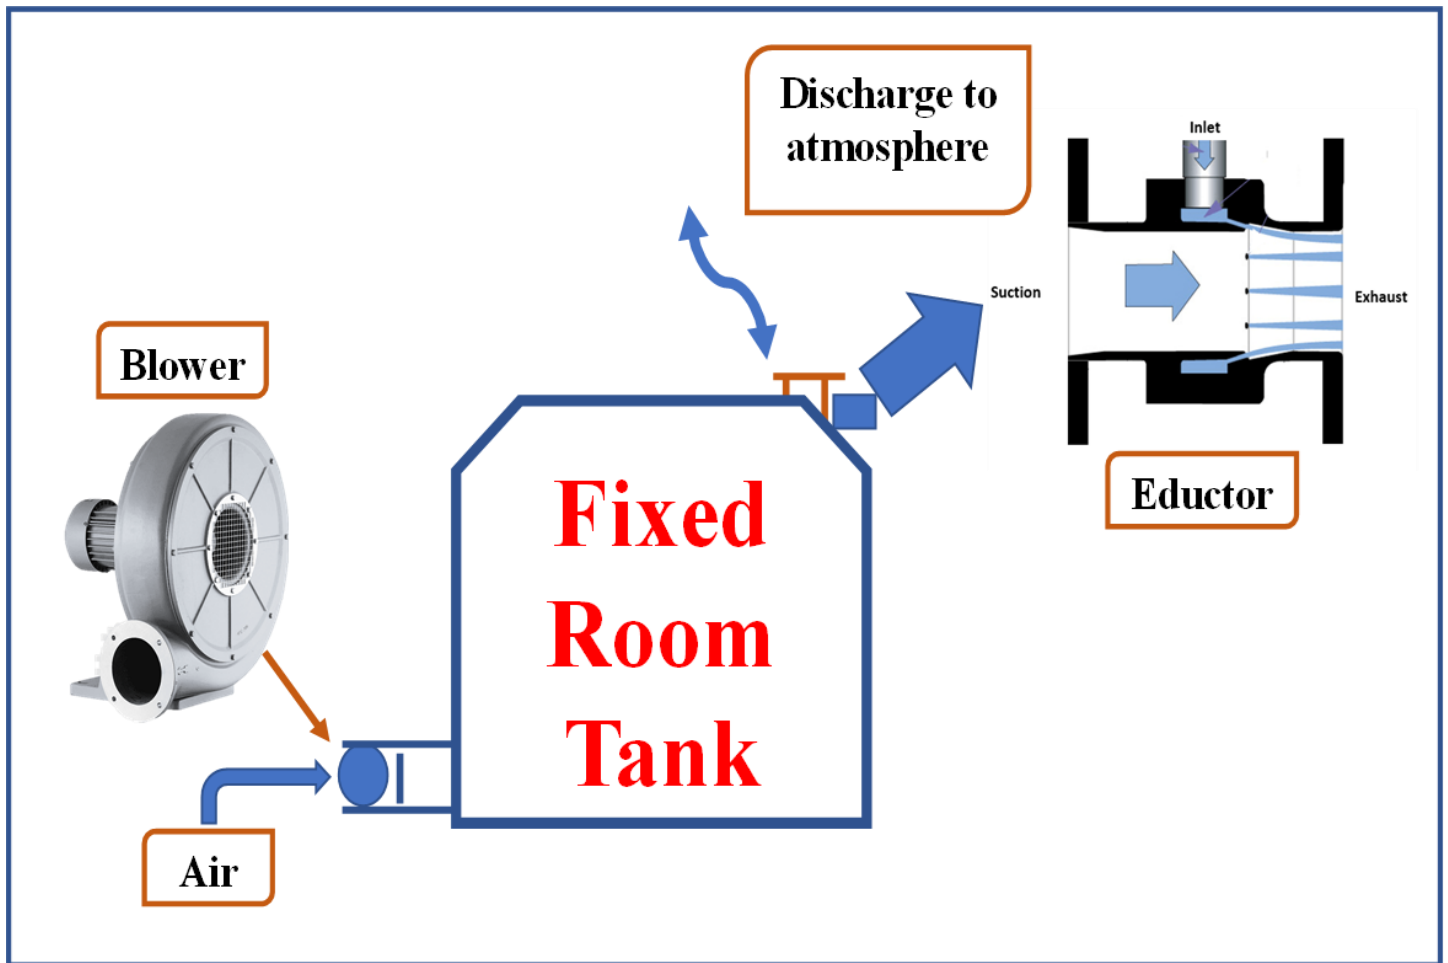 Discharge to
atmosphere
Inlet
Suction
Exhaust
Eductor
Blower
Air
Fixed
Room
Tank